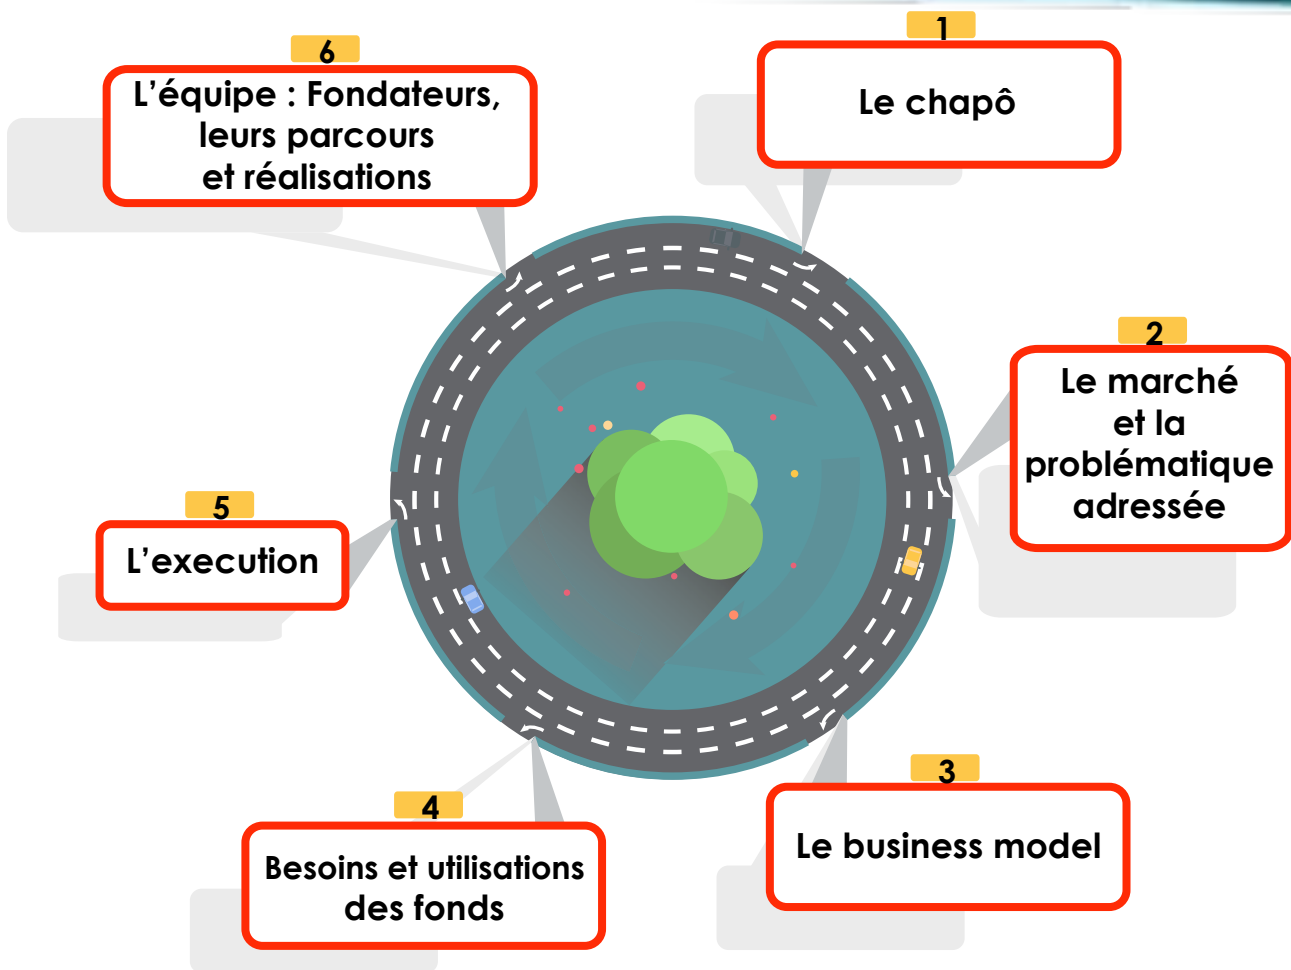 1
Le chapô
2
Le marché
et la
problématique
adressée
3
Le business model
4
Besoins et utilisations
des fonds
5
L’execution
6
L’équipe : Fondateurs,
leurs parcours
et réalisations